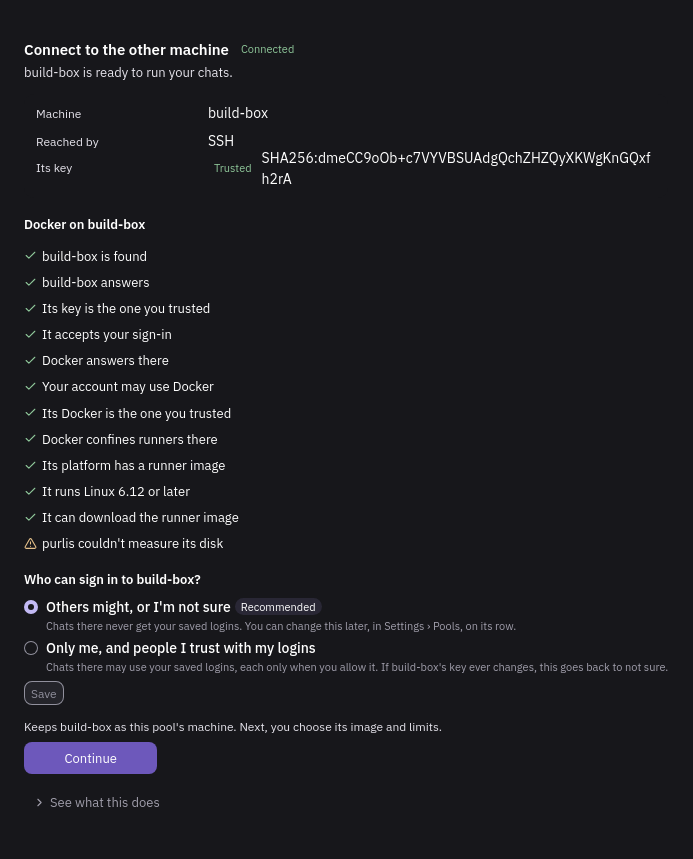 Connect to the other machine Connected
build-box is ready to run your chats.
Machine build-box
Reached by SSH
Its key Trusted SHA256:dmeCC9oOb+c7VYVBSUAdgQchZHZQyXKWgKnGQxf
h2rA
Docker on build-box
build-box is found
build-box answers
Its key is the one you trusted
It accepts your sign-in
Docker answers there
Your account may use Docker
Its Docker is the one you trusted
Docker confines runners there
Its platform has a runner image
It runs Linux 6.12 or later
It can download the runner image
purlis couldn't measure its disk
Who can sign in to build-box?
Others might, or I'm not sure Recommended
Chats there never get your saved logins. You can change this later, in Settings › Pools, on its row.
Only me, and people I trust with my logins
Chats there may use your saved logins, each only when you allow it. If build-box's key ever changes, this goes back to not sure.
Save
Keeps build-box as this pool's machine. Next, you choose its image and limits.
Continue
See what this does